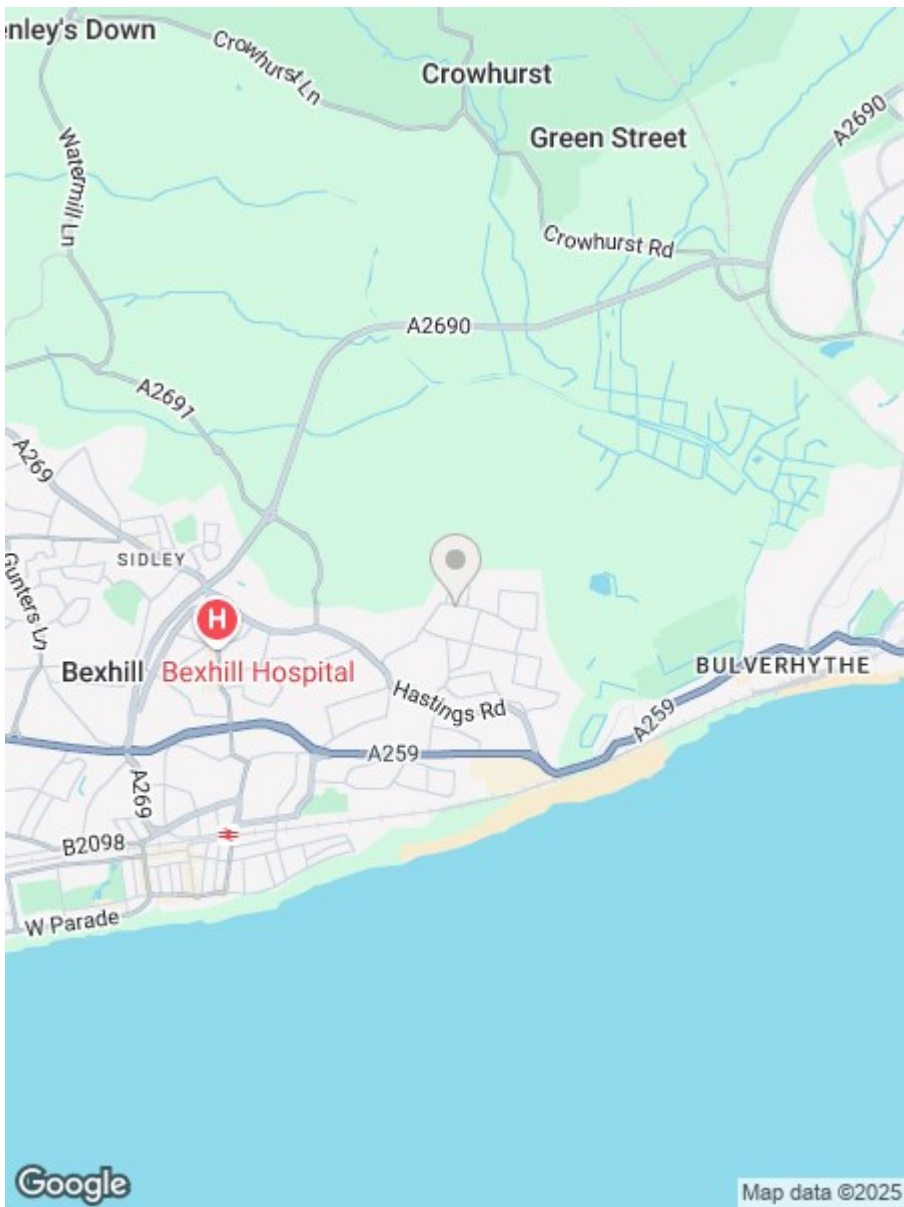 enley's Down
Crowhurst Ln
Crowhurst
A2690
Green Street
Watermill Ln
Crowhurst Rd
A2690
A2691
A269
SIDLEY
Gunters Ln
H
Bexhill
Bexhill Hospital
BULVERHYTHE
Hastings Rd
A259
A259
A269
B2098
W Parade
Google
Map data ©2025